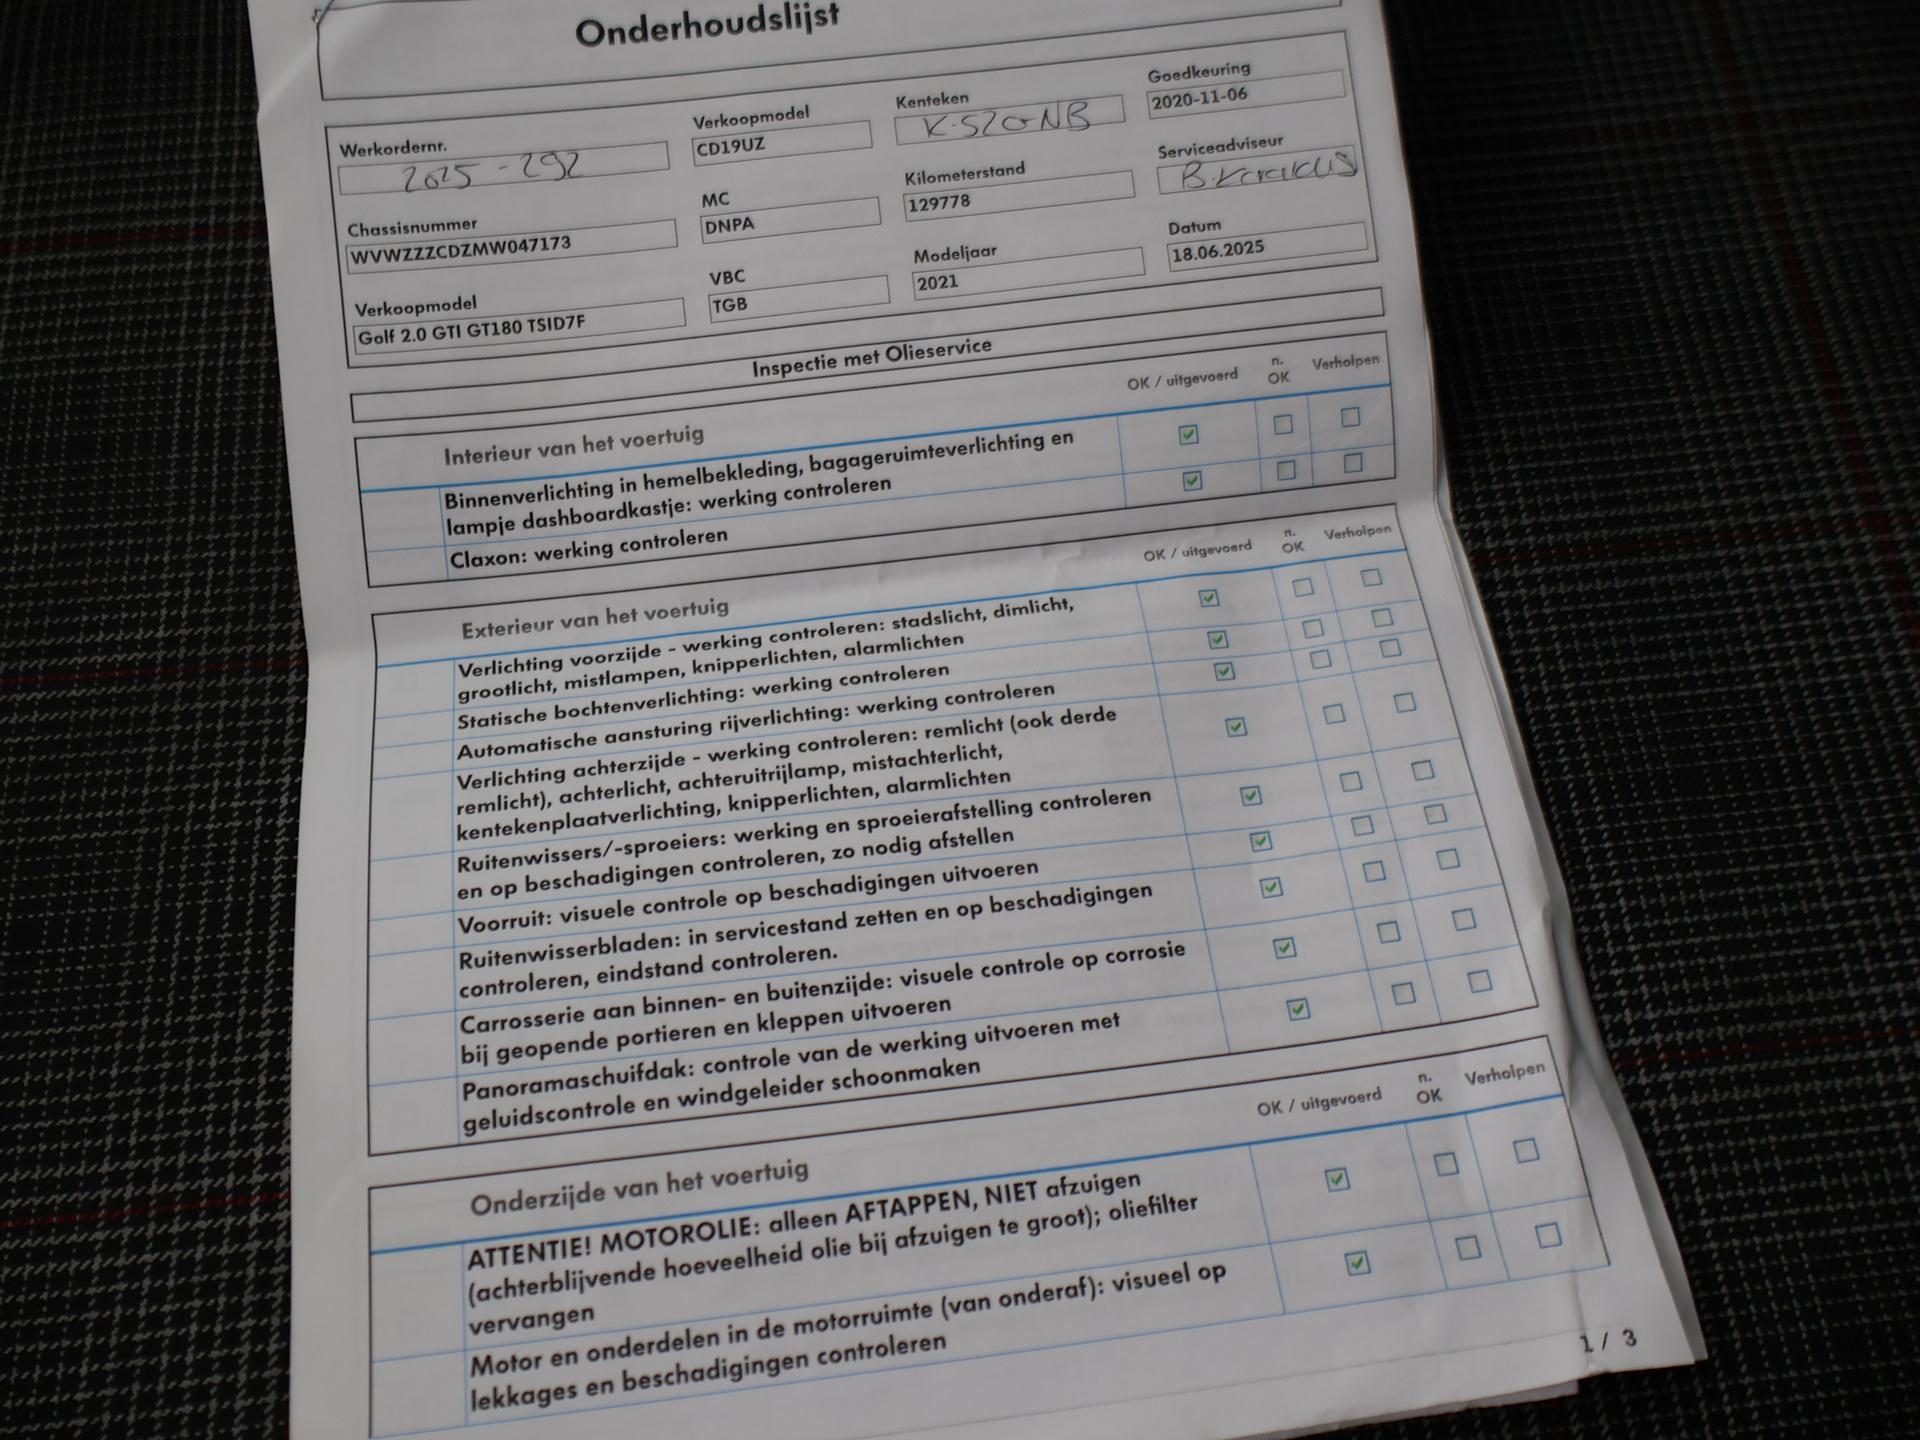 Onderhoudslijst
Werkordernr.
2025-292
Verkoopmodel
CD19UZ
Kenteken
K-520-NB
Goedkeuring
2020-11-06
Chassisnummer
WVWZZZCDZMW047173
MC
DNPA
Kilometerstand
129778
Serviceadviseur
Verkoopmodel
Golf 2.0 GTI GT180 TSID7F
VBC
TGB
Modeljaar
2021
Datum
18.06.2025
Inspectie met Olieservice
Interieur van het voertuig
OK / uitgevoerd
n.
OK
Verholpen
Binnenverlichting in hemelbekleding, bagageruimteverlichting en
lampje dashboardkastje: werking controleren
Claxon: werking controleren
Exterieur van het voertuig
OK / uitgevoerd
n.
OK
Verholpen
Verlichting voorzijde - werking controleren: stadslicht, dimlicht,
grootlicht, mistlampen, knipperlichten, alarmlichten
Statische bochtenverlichting: werking controleren
Automatische aansturing rijverlichting: werking controleren
Verlichting achterzijde - werking controleren: remlicht (ook derde
remlicht), achterlicht, achteruitrijlamp, mistachterlicht,
kentekenplaatverlichting, knipperlichten, alarmlichten
Ruitenwissers/-sproeiers: werking en sproeierafstelling controleren
en op beschadigingen controleren, zo nodig afstellen
Voorruit: visuele controle op beschadigingen uitvoeren
Ruitenwisserbladen: in servicestand zetten en op beschadigingen
controleren, eindstand controleren.
Carrosserie aan binnen- en buitenzijde: visuele controle op corrosie
bij geopende portieren en kleppen uitvoeren
Panoramaschuifdak: controle van de werking uitvoeren met
geluidscontrole en windgeleider schoonmaken
Onderzijde van het voertuig
OK / uitgevoerd
n.
OK
Verholpen
ATTENTIE! MOTOROLIE: alleen AFTAPPEN, NIET afzuigen
(achterblijvende hoeveelheid olie bij afzuigen te groot); oliefilter
vervangen
Motor en onderdelen in de motorruimte (van onderaf): visueel op
lekkages en beschadigingen controleren
1 / 3